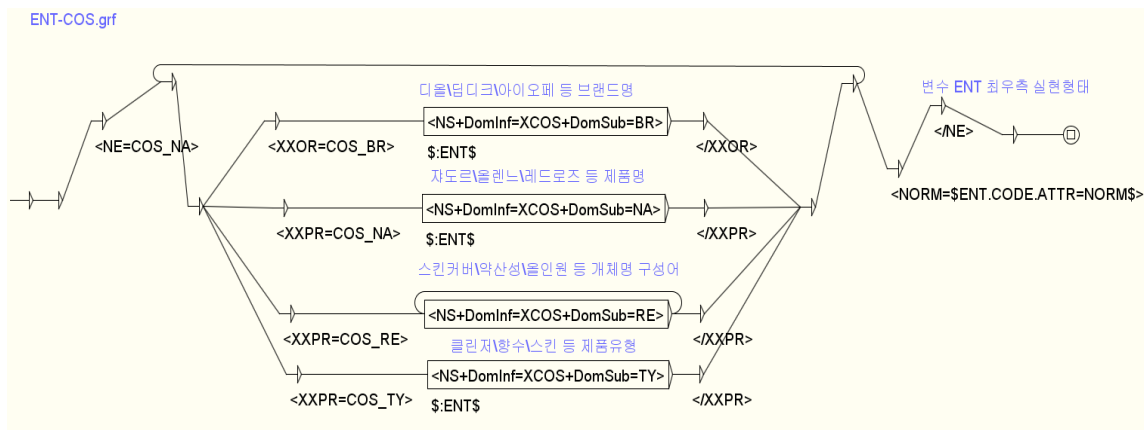 ENT-COS.grf
디올\딥디크\아이오페 등 브랜드명
변수 ENT 최우측 실현형태
<NE=COS_NA>
<XXOR=COS_BR>
<NS+DomInf=XCOS+DomSub=BR>
</XXOR>
</NE>
$:ENT$
자도르\올렌느\레드로즈 등 제품명
<XXPR=COS_NA>
<NS+DomInf=XCOS+DomSub=NA>
</XXPR>
<NORM=$ENT.CODE.ATTR=NORM$>
$:ENT$
스킨커버\약산성\올인원 등 개체명 구성어
<XXPR=COS_RE>
<NS+DomInf=XCOS+DomSub=RE>
</XXPR>
클린저\향수\스킨 등 제품유형
<XXPR=COS_TY>
<NS+DomInf=XCOS+DomSub=TY>
</XXPR>
$:ENT$